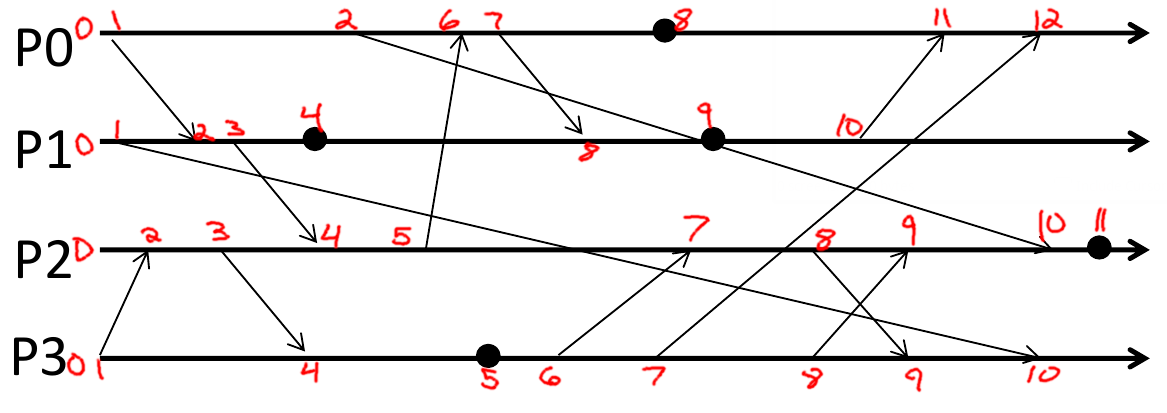 P0 0 1 2 6 7 8 11 12
P1 0 1 2 3 4 8 9 10
P2 0 2 3 4 5 7 8 9 10 11
P3 0 1 4 5 6 7 8 9 10